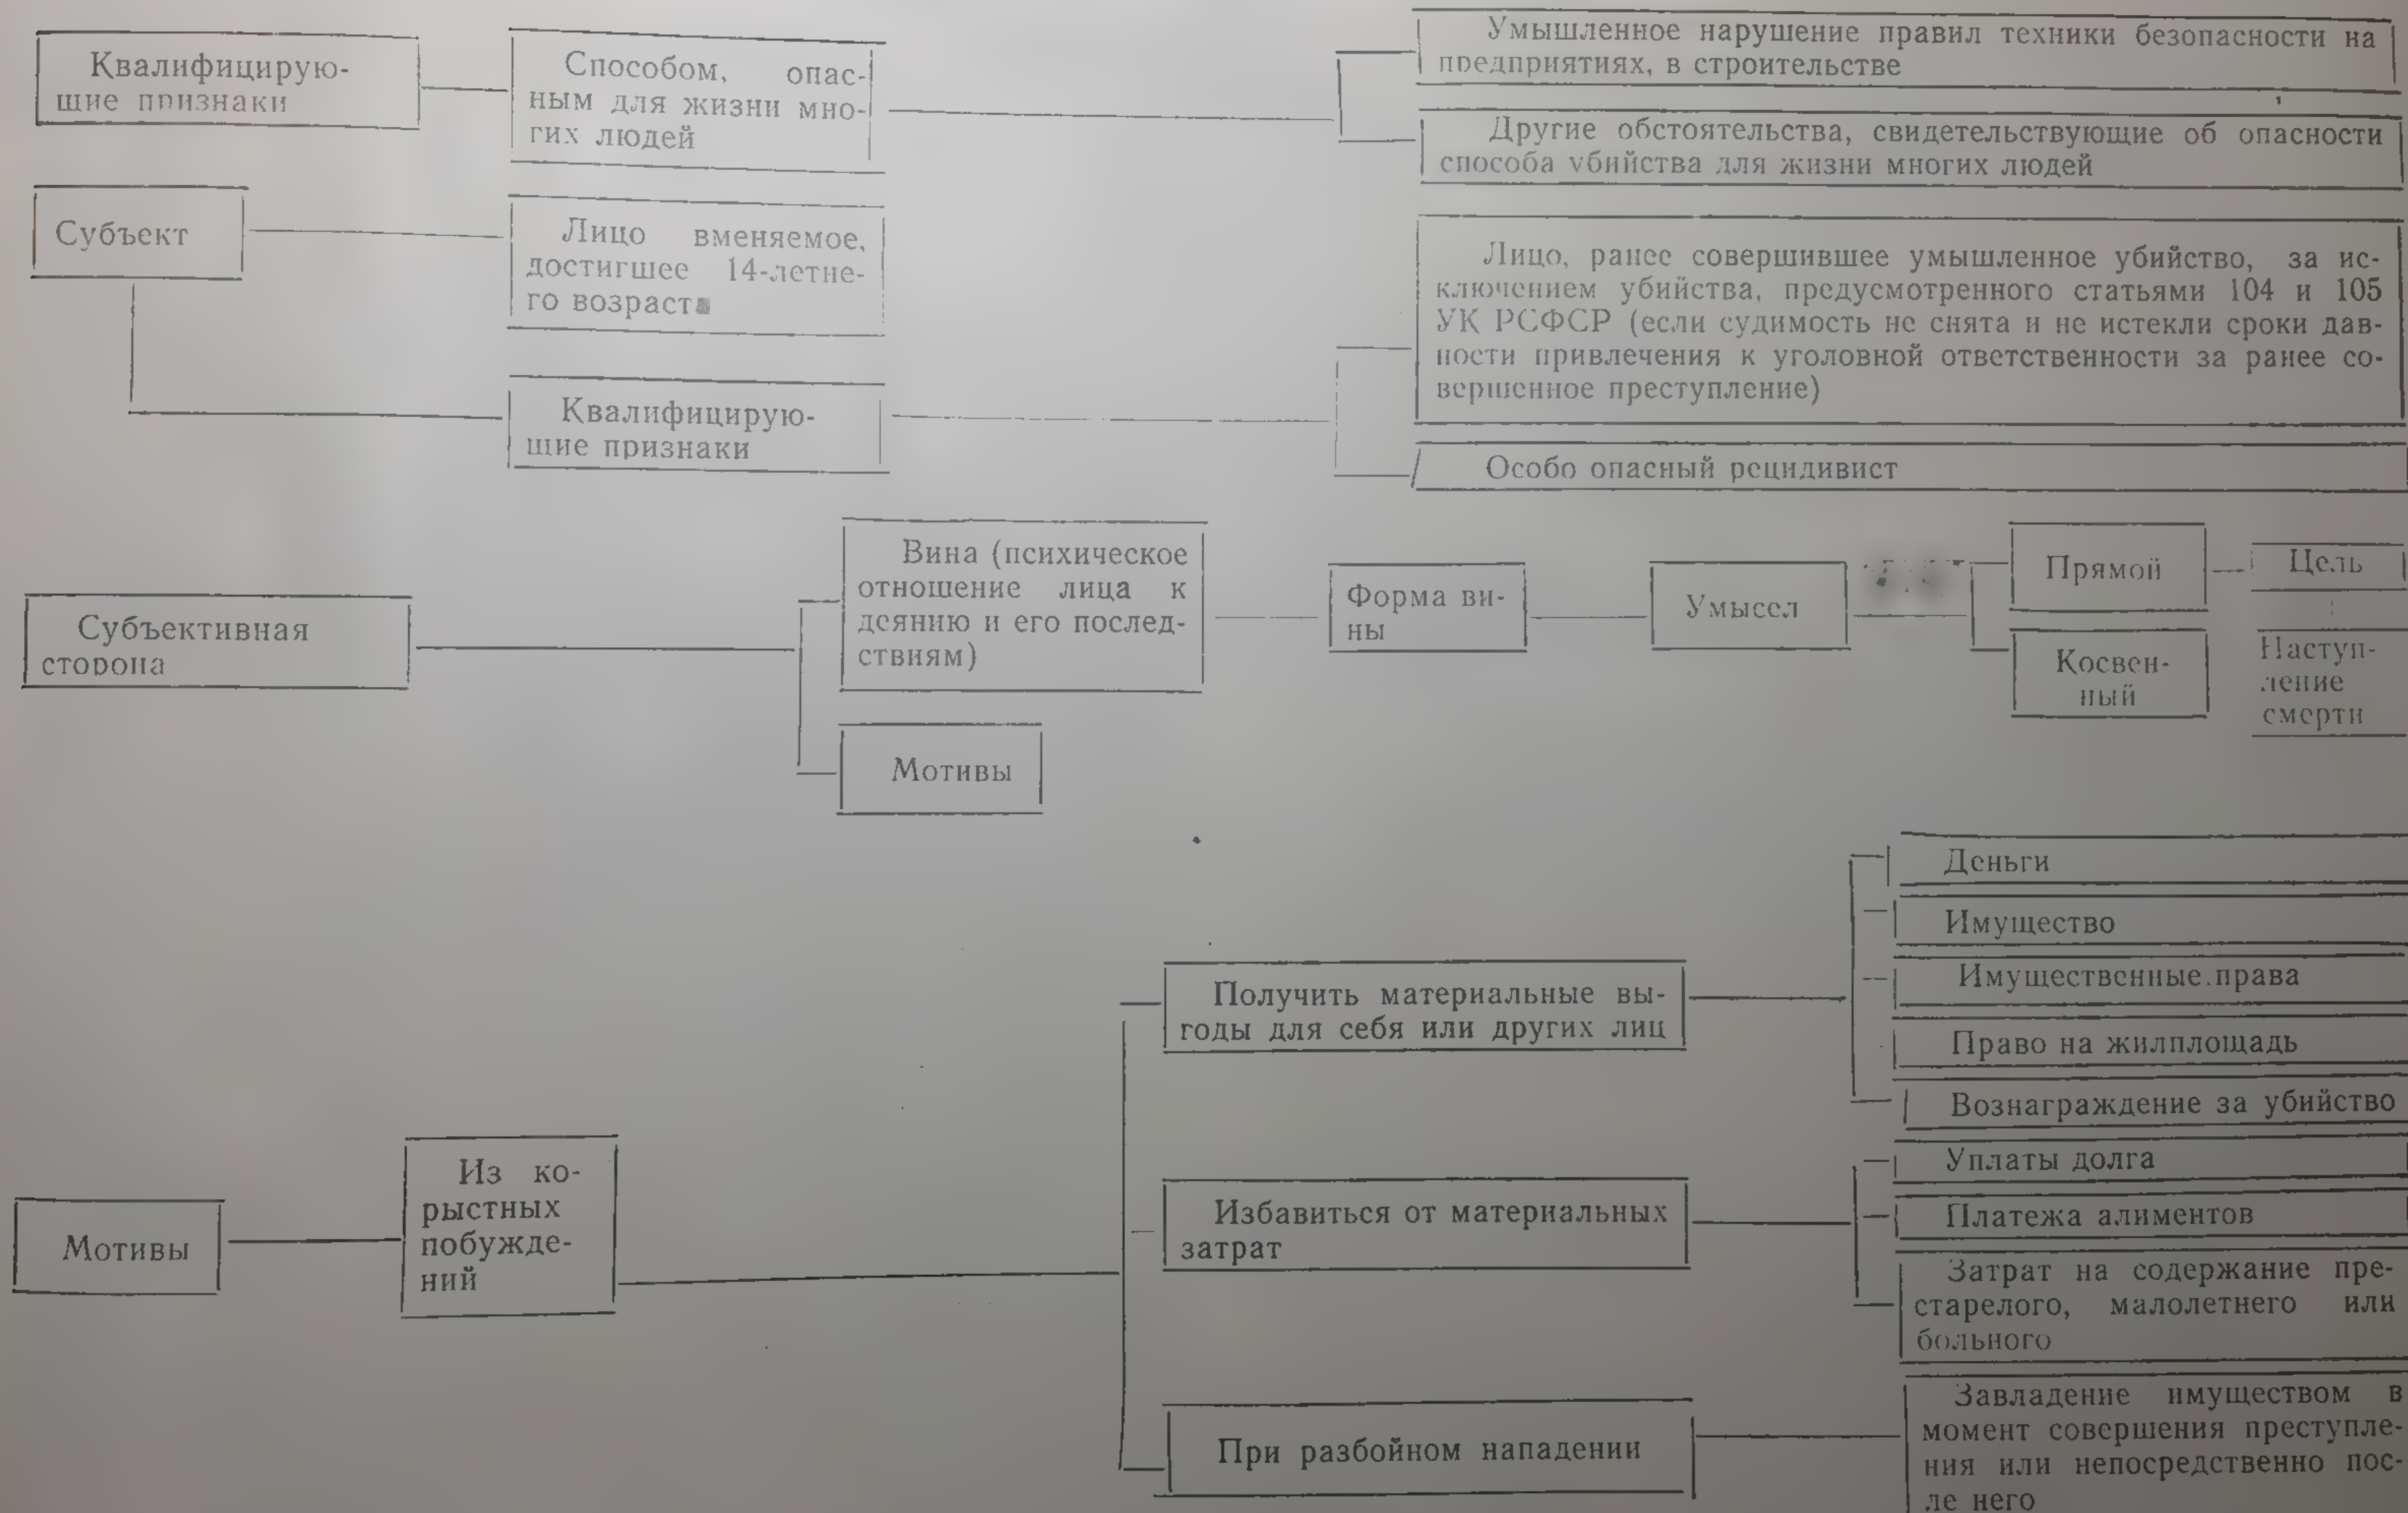 Квалифицирую-
щие признаки
Способом, опас-
ным для жизни мно-
гих людей
Умышленное нарушение правил техники безопасности на
предприятиях, в строительстве
Другие обстоятельства, свидетельствующие об опасности
способа убийства для жизни многих людей
Субъект
Лицо вменяемое,
достигшее 14-летне-
го возраста
Квалифицирую-
щие признаки
Лицо, ранее совершившее умышленное убийство, за ис-
ключением убийства, предусмотренного статьями 104 и 105
УК РСФСР (если судимость не снята и не истекли сроки дав-
ности привлечения к уголовной ответственности за ранее со-
вершенное преступление)
Особо опасный рецидивист
Субъективная
сторона
Вина (психическое
отношение лица к
деянию и его послед-
ствиям)
Мотивы
Форма ви-
ны
Умысел
Прямой
Косвен-
ный
Цель
Наступ-
ление
смерти
Мотивы
Из ко-
рыстных
побужде-
ний
Получить материальные вы-
годы для себя или других лиц
Деньги
Имущество
Имущественные права
Право на жилплощадь
Вознаграждение за убийство
Избавиться от материальных
затрат
Уплаты долга
Платежа алиментов
Затрат на содержание пре-
старелого, малолетнего или
больного
При разбойном нападении
Завладение имуществом в
момент совершения преступле-
ния или непосредственно пос-
ле него